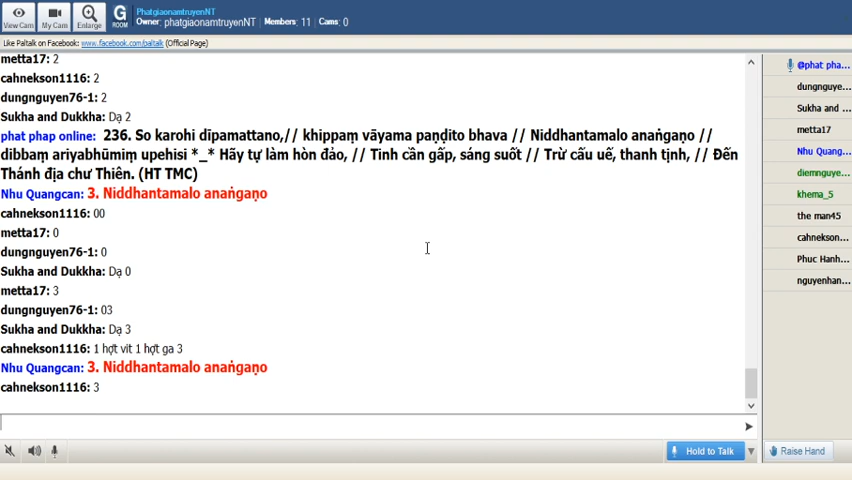 PhatgiaonamtruyenNT
Owner: phatgiaonamtruyenNT Members: 11 Cams: 0
View Cam My Cam Enlarge G ROOM
Like Paltalk on Facebook: www.facebook.com/paltalk (Official Page)
metta17: 2
cahnekson1116: 2
dungnguyen76-1: 2
Sukha and Dukkha: Dạ 2
phat phap online: 236. So karohi dīpamattano,// khippaṃ vāyama paṇḍito bhava // Niddhantamalo anaṅgaṇo //
dibbaṃ ariyabhūmiṃ upehisi *_* Hãy tự làm hòn đảo, // Tinh cần gấp, sáng suốt // Trừ cấu uế, thanh tịnh, // Đến
Thánh địa chư Thiên. (HT TMC)
Nhu Quangcan: 3. Niddhantamalo anaṅgaṇo
cahnekson1116: 00
metta17: 0
dungnguyen76-1: 0
Sukha and Dukkha: Dạ 0
metta17: 3
dungnguyen76-1: 03
Sukha and Dukkha: Dạ 3
cahnekson1116: 1 hợt vit 1 hợt ga 3
Nhu Quangcan: 3. Niddhantamalo anaṅgaṇo
cahnekson1116: 3
@phat pha...
dungnguye...
Sukha and ...
metta17
Nhu Quang...
diemnguye...
khema_5
the man45
cahnekson...
Phuc Hanh...
nguyenhan...
Hold to Talk
Raise Hand